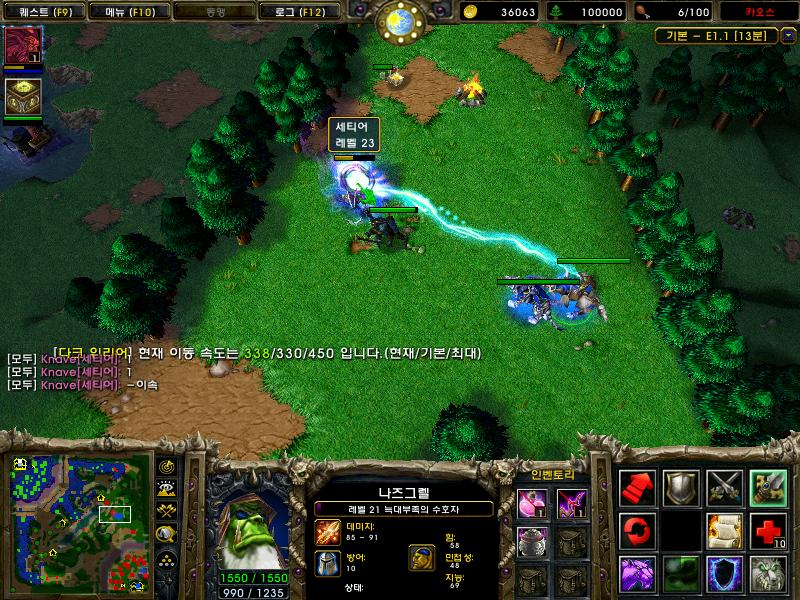 퀘스트 (F9)
메뉴 (F10)
동맹
로그 (F12)
36063
100000
6/100
카오스
기본 - E1.1 [13분]
1
세티어
레벨 23
현재 이동 속도는 338/330/450 입니다.(현재/기본/최대)
[모두] Knave[세티어]: 1
[모두] Knave[세티어]: 1
[모두] Knave[세티어]: -이속
나즈그렐
레벨 21 늑대부족의 수호자
데미지:
85 - 91
방어:
10
상태:
힘:
58
민첩성:
48
지능:
69
인벤토리
1
1
1
10
1550 / 1550
990 / 1235